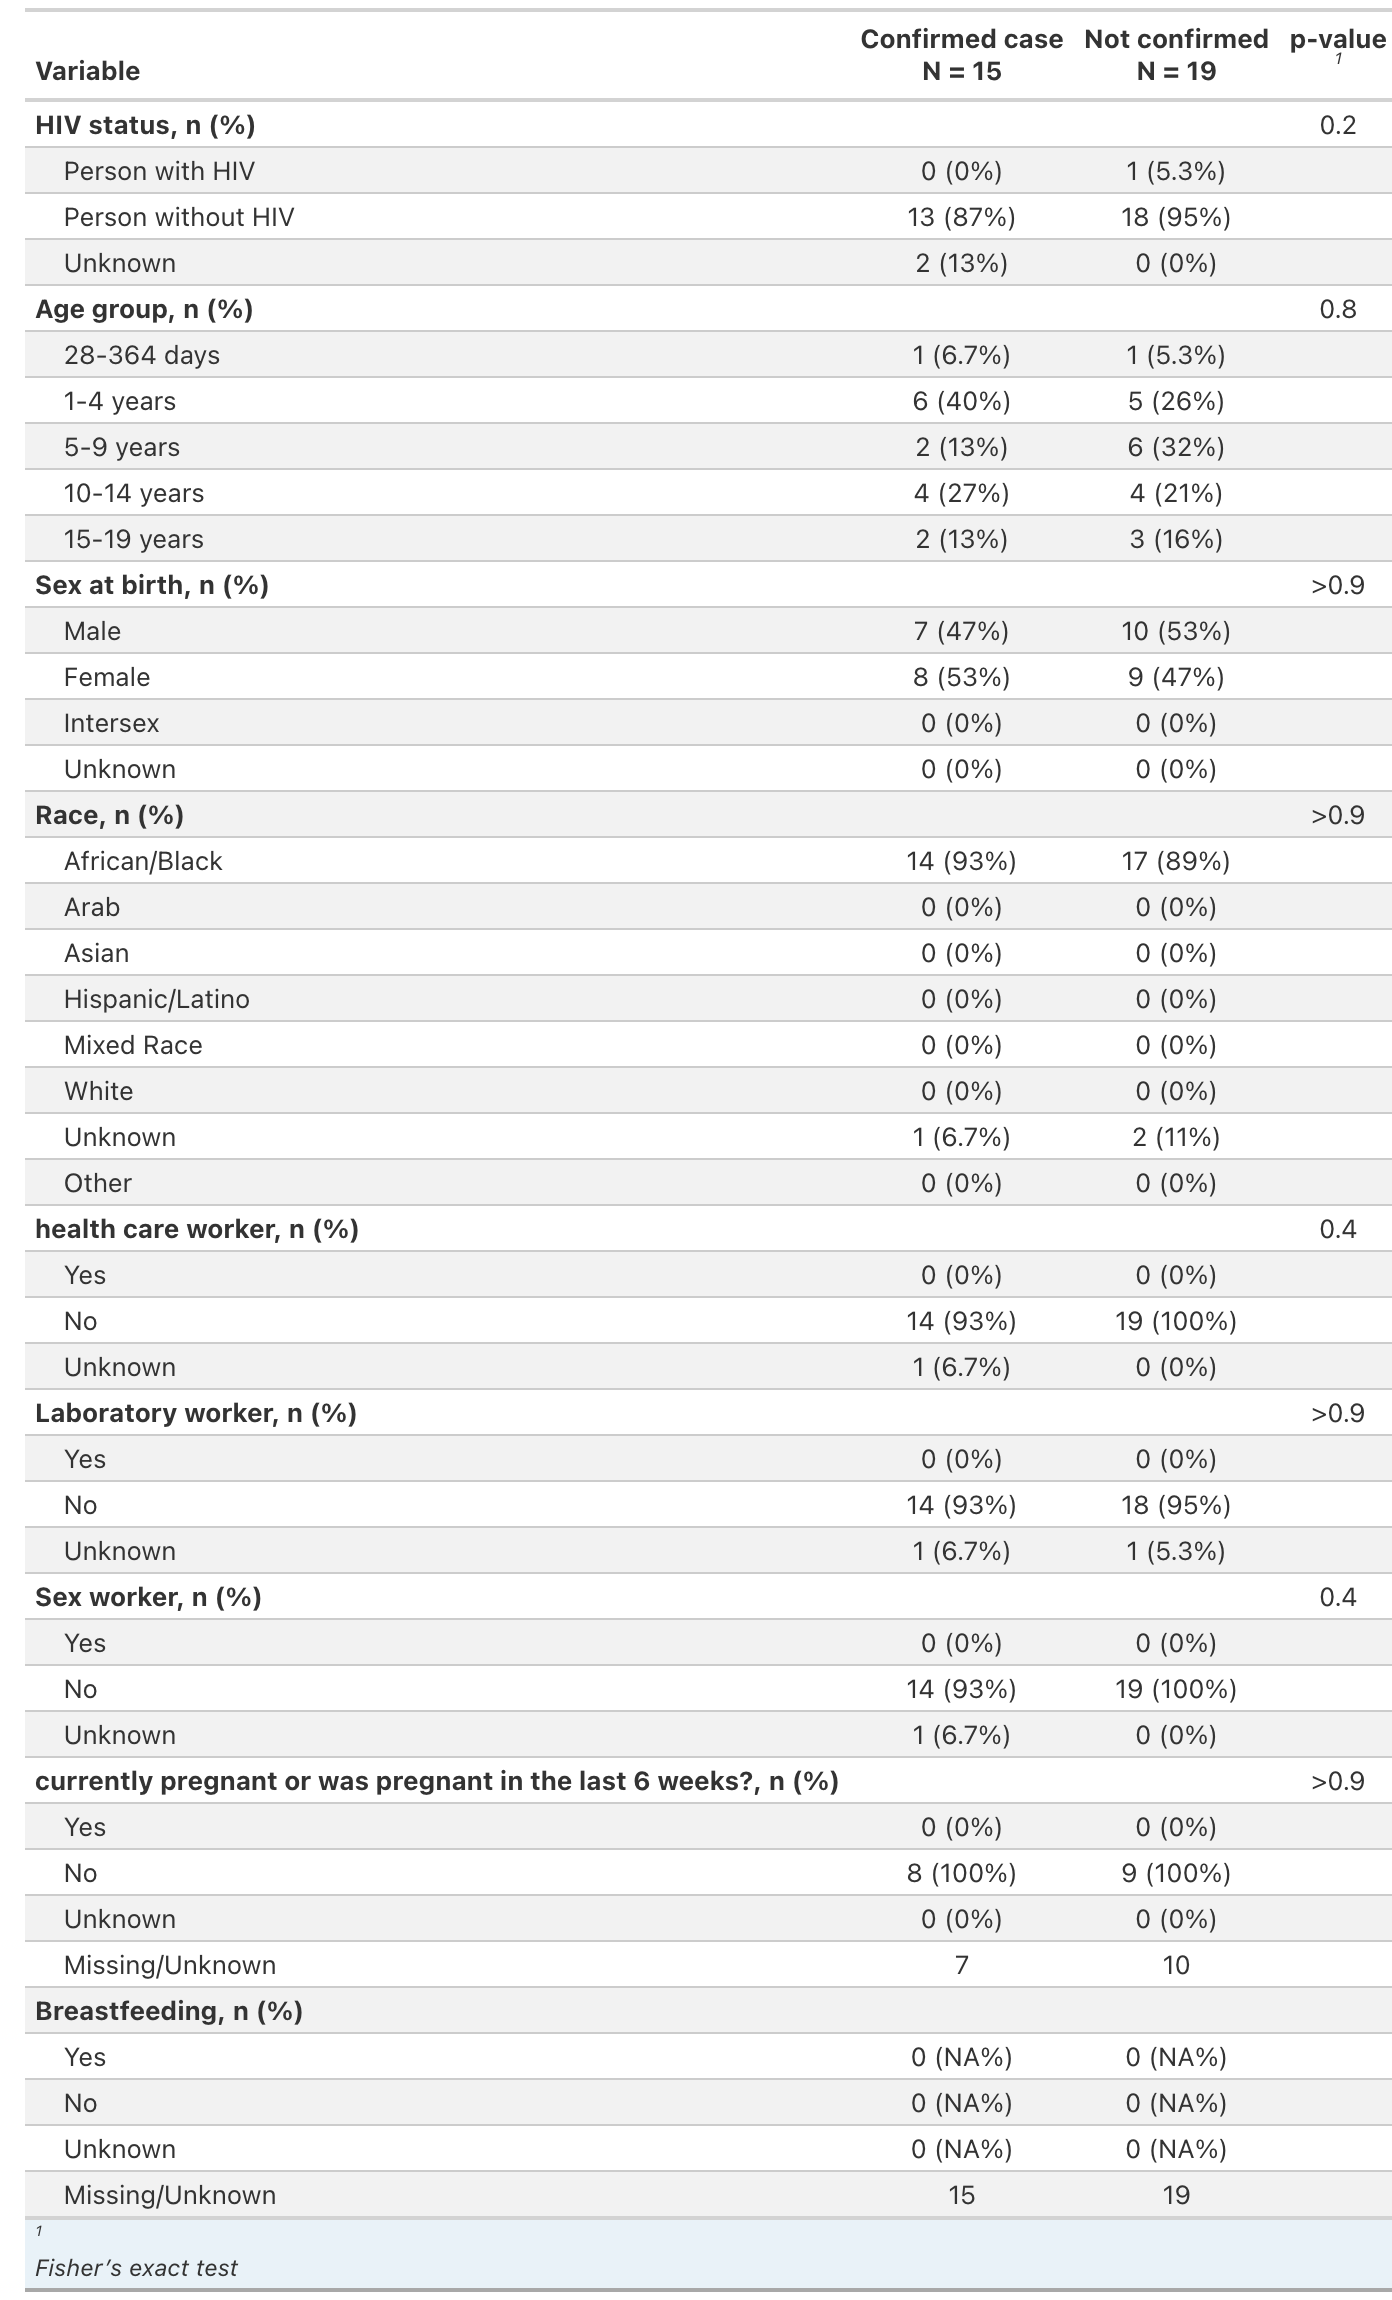 Variable Confirmed case N = 15 Not confirmed N = 19 p-value 1
HIV status, n (%) 0.2
Person with HIV 0 (0%) 1 (5.3%)
Person without HIV 13 (87%) 18 (95%)
Unknown 2 (13%) 0 (0%)
Age group, n (%) 0.8
28-364 days 1 (6.7%) 1 (5.3%)
1-4 years 6 (40%) 5 (26%)
5-9 years 2 (13%) 6 (32%)
10-14 years 4 (27%) 4 (21%)
15-19 years 2 (13%) 3 (16%)
Sex at birth, n (%) >0.9
Male 7 (47%) 10 (53%)
Female 8 (53%) 9 (47%)
Intersex 0 (0%) 0 (0%)
Unknown 0 (0%) 0 (0%)
Race, n (%) >0.9
African/Black 14 (93%) 17 (89%)
Arab 0 (0%) 0 (0%)
Asian 0 (0%) 0 (0%)
Hispanic/Latino 0 (0%) 0 (0%)
Mixed Race 0 (0%) 0 (0%)
White 0 (0%) 0 (0%)
Unknown 1 (6.7%) 2 (11%)
Other 0 (0%) 0 (0%)
health care worker, n (%) 0.4
Yes 0 (0%) 0 (0%)
No 14 (93%) 19 (100%)
Unknown 1 (6.7%) 0 (0%)
Laboratory worker, n (%) >0.9
Yes 0 (0%) 0 (0%)
No 14 (93%) 18 (95%)
Unknown 1 (6.7%) 1 (5.3%)
Sex worker, n (%) 0.4
Yes 0 (0%) 0 (0%)
No 14 (93%) 19 (100%)
Unknown 1 (6.7%) 0 (0%)
currently pregnant or was pregnant in the last 6 weeks?, n (%) >0.9
Yes 0 (0%) 0 (0%)
No 8 (100%) 9 (100%)
Unknown 0 (0%) 0 (0%)
Missing/Unknown 7 10
Breastfeeding, n (%)
Yes 0 (NA%) 0 (NA%)
No 0 (NA%) 0 (NA%)
Unknown 0 (NA%) 0 (NA%)
Missing/Unknown 15 19
1
Fisher's exact test